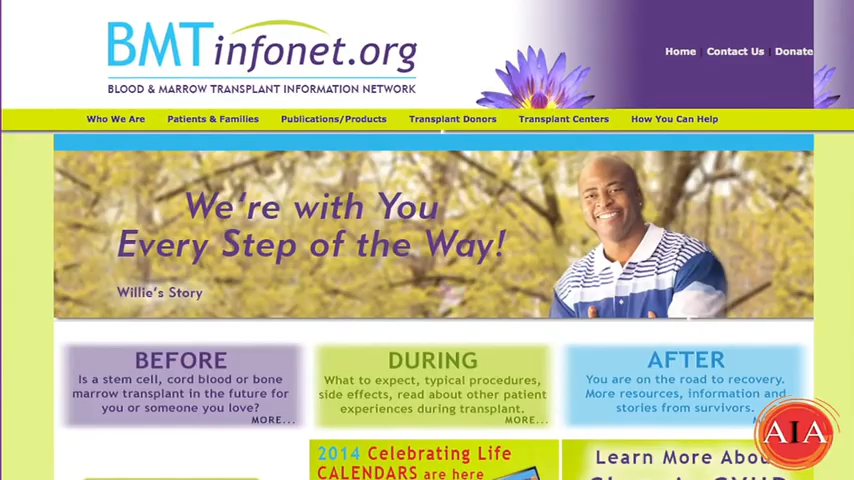 BMTinfonet.org
BLOOD & MARROW TRANSPLANT INFORMATION NETWORK
Home | Contact Us | Donate
Who We Are Patients & Families Publications/Products Transplant Donors Transplant Centers How You Can Help
We're with You
Every Step of the Way!
Willie's Story
BEFORE
Is a stem cell, cord blood or bone
marrow transplant in the future for
you or someone you love?
MORE...
DURING
What to expect, typical procedures,
side effects, read about other patient
experiences during transplant.
MORE...
AFTER
You are on the road to recovery.
More resources, information and
stories from survivors.
AIA
2014 Celebrating Life
CALENDARS are here
Learn More About